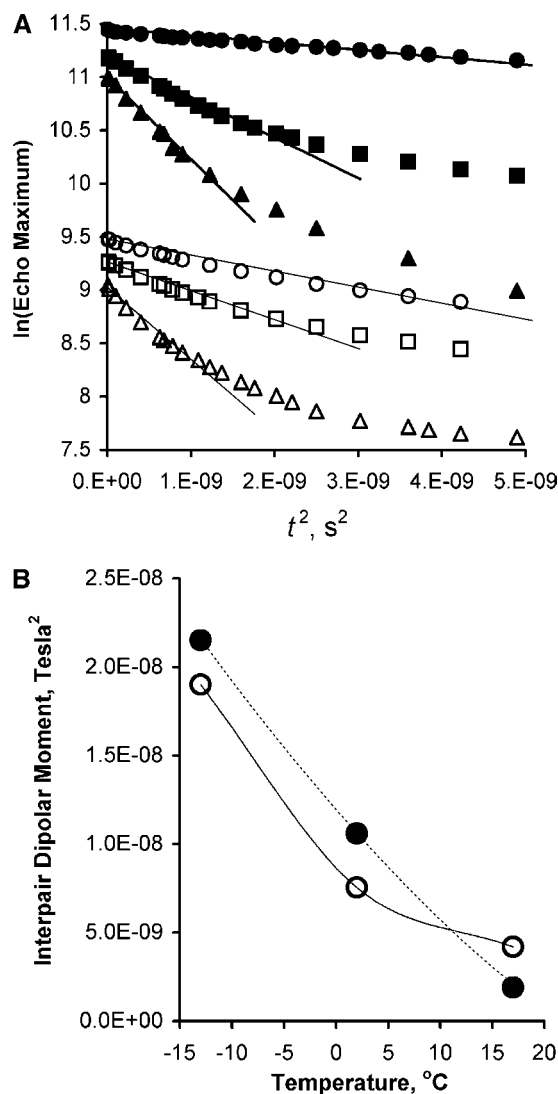 A
11.5
11
10.5
10
9.5
9
8.5
8
7.5
ln(Echo Maximum)
0.E+00 1.E-09 2.E-09 3.E-09 4.E-09 5.E-09
t², s²
B
2.5E-08
2.0E-08
1.5E-08
1.0E-08
5.0E-09
0.0E+00
Interpair Dipolar Moment, Tesla²
-15 -10 -5 0 5 10 15 20
Temperature, °C